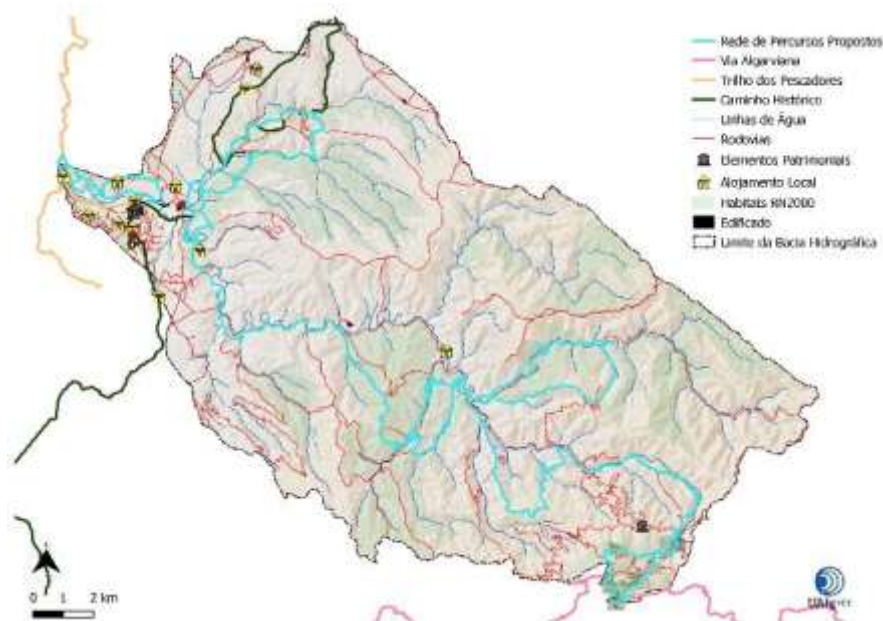 Rede de Percursos Propostos
Via Algarviana
Trilho dos Pescadores
Caminho Histórico
Linhas de Água
Rodovias
Elementos Patrimoniais
Alojamento Local
Habitais RN2000
Edificado
Limite da Bacia Hidrográfica
0 1 2 km